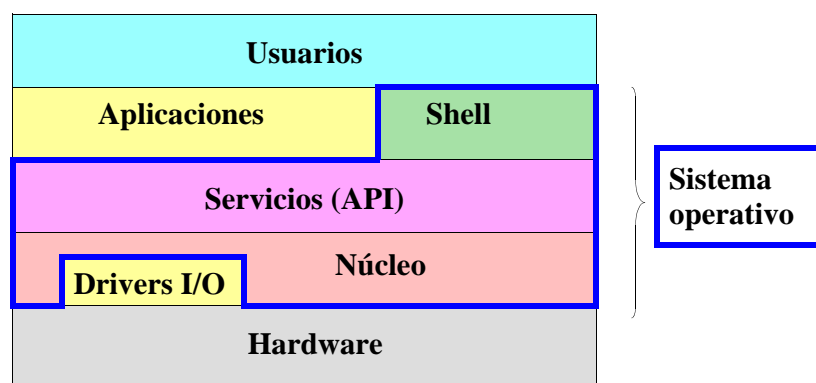 Usuarios
Aplicaciones
Shell
Servicios (API)
Sistema
operativo
Núcleo
Drivers I/O
Hardware